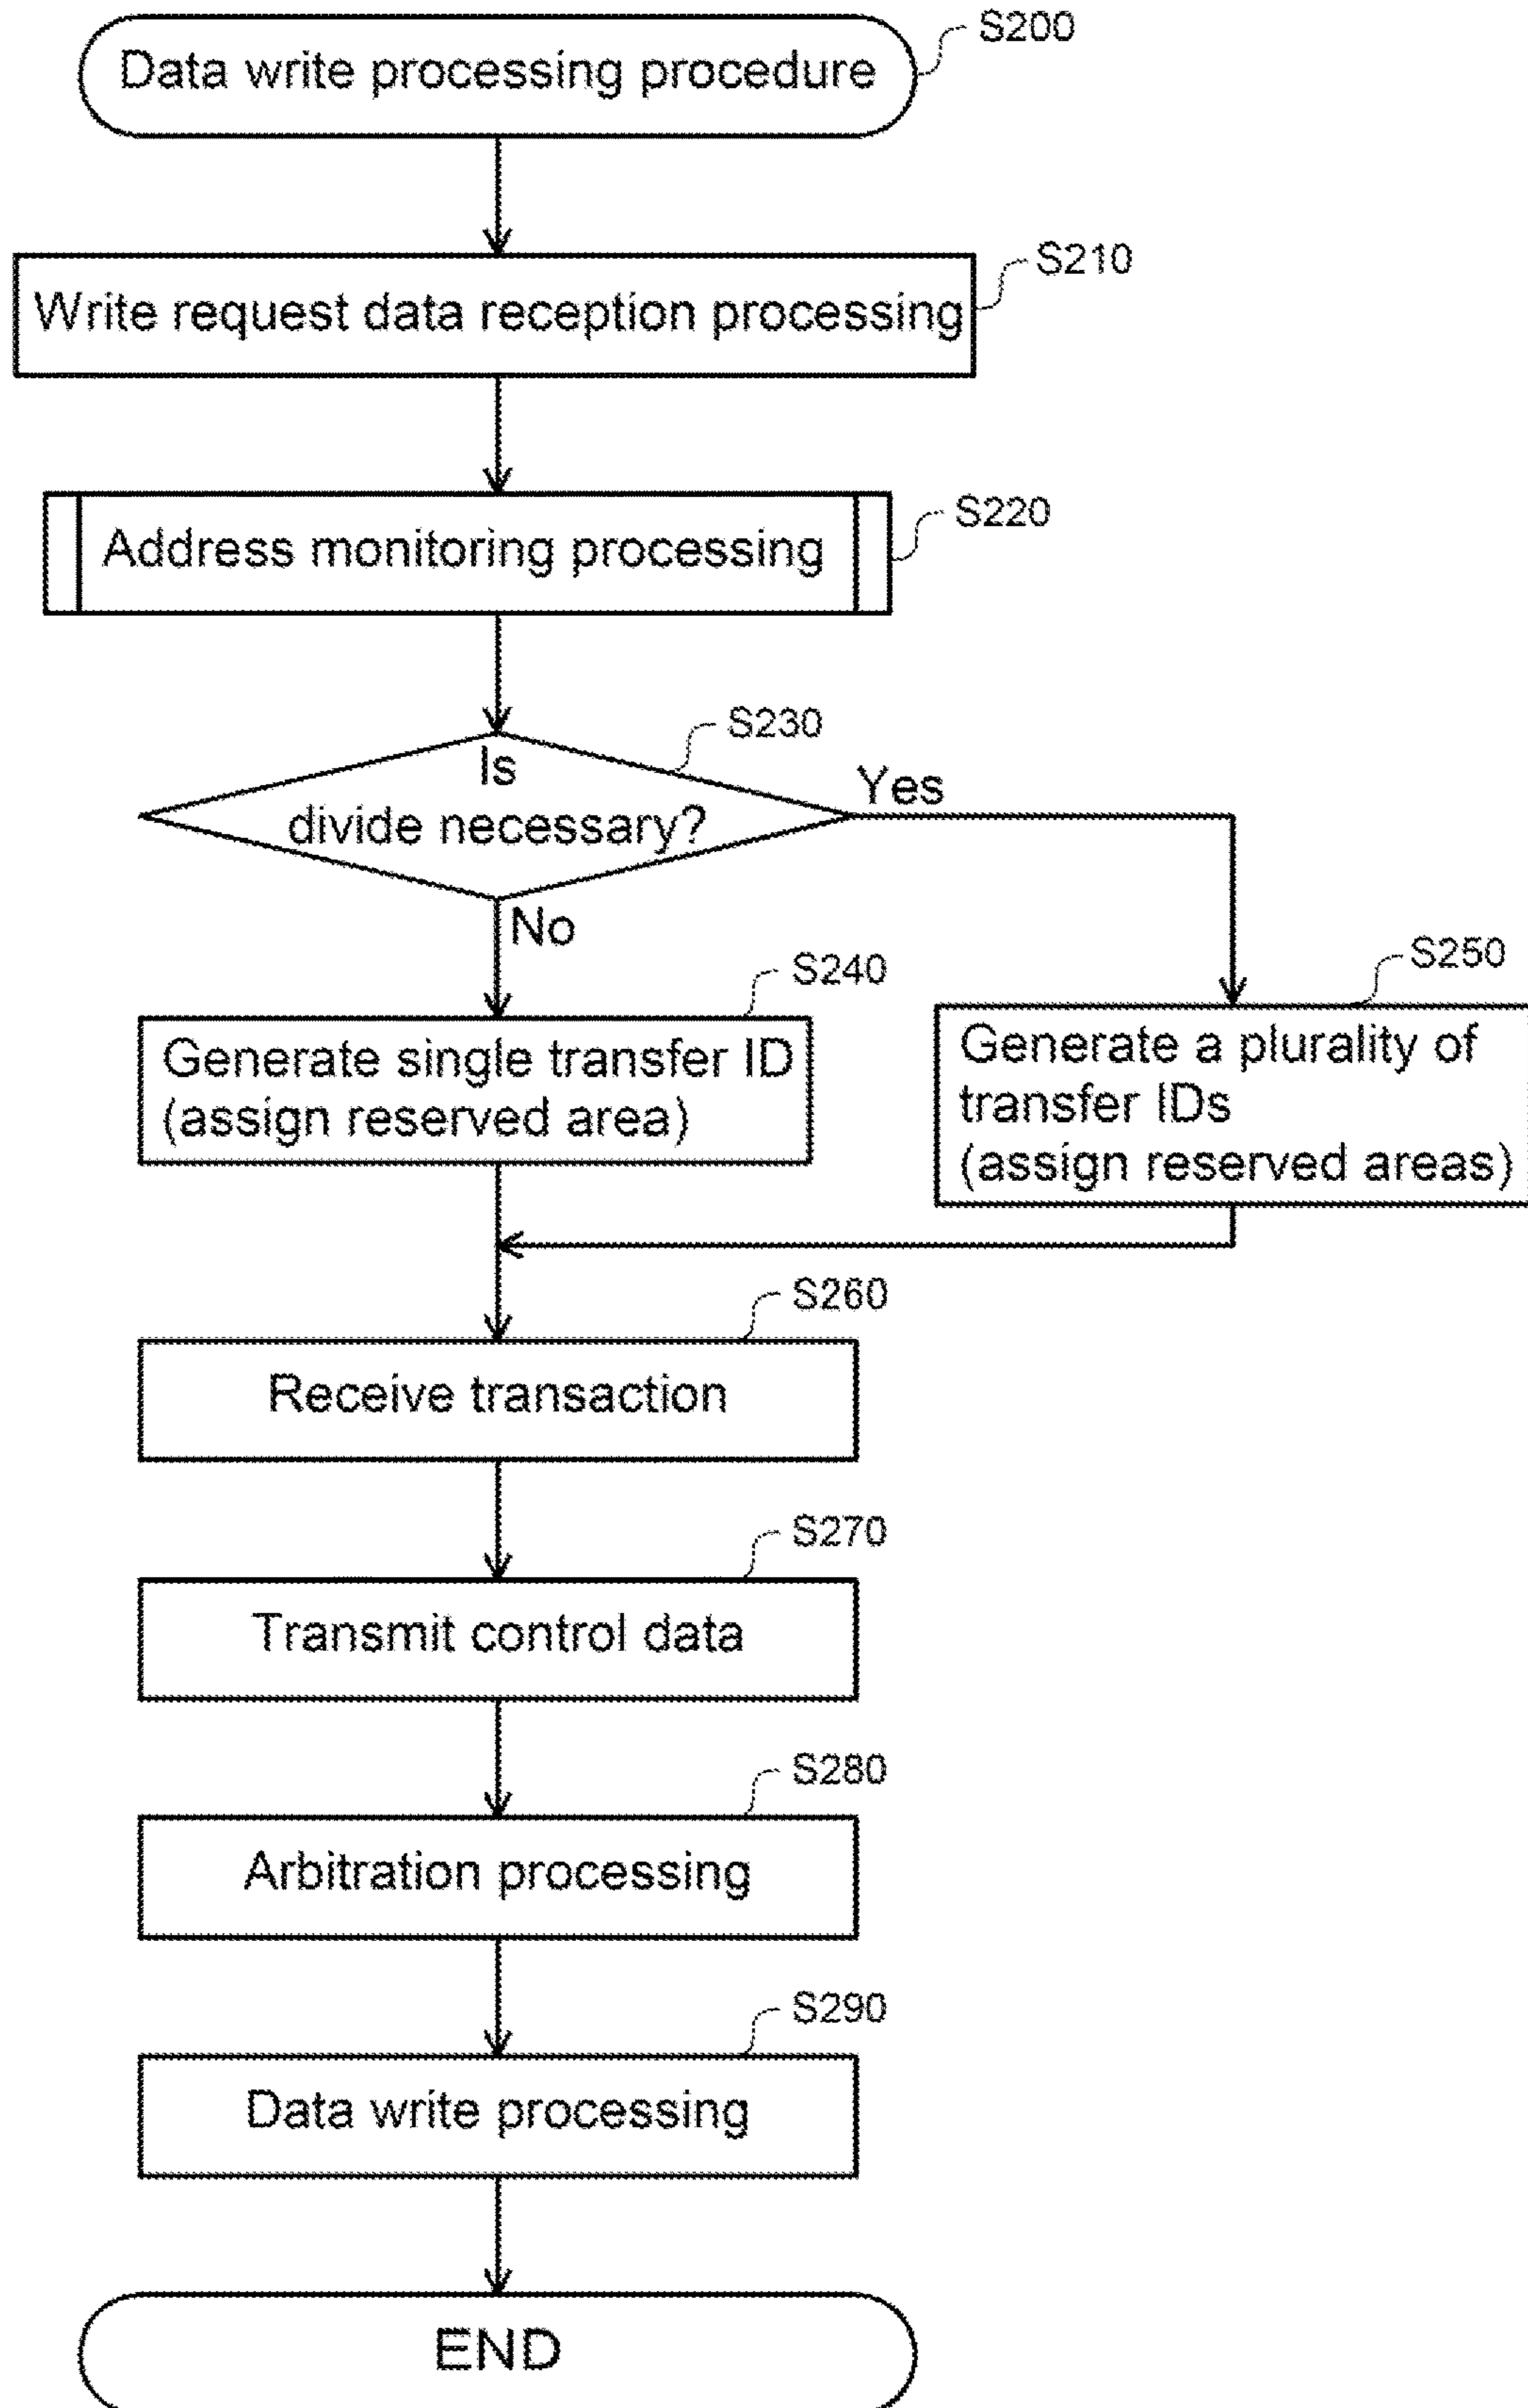 S200
Data write processing procedure
S210
Write request data reception processing
S220
Address monitoring processing
S230
Is
divide necessary?
Yes
No
S240
Generate single transfer ID
(assign reserved area)
S250
Generate a plurality of
transfer IDs
(assign reserved areas)
S260
Receive transaction
S270
Transmit control data
S280
Arbitration processing
S290
Data write processing
END